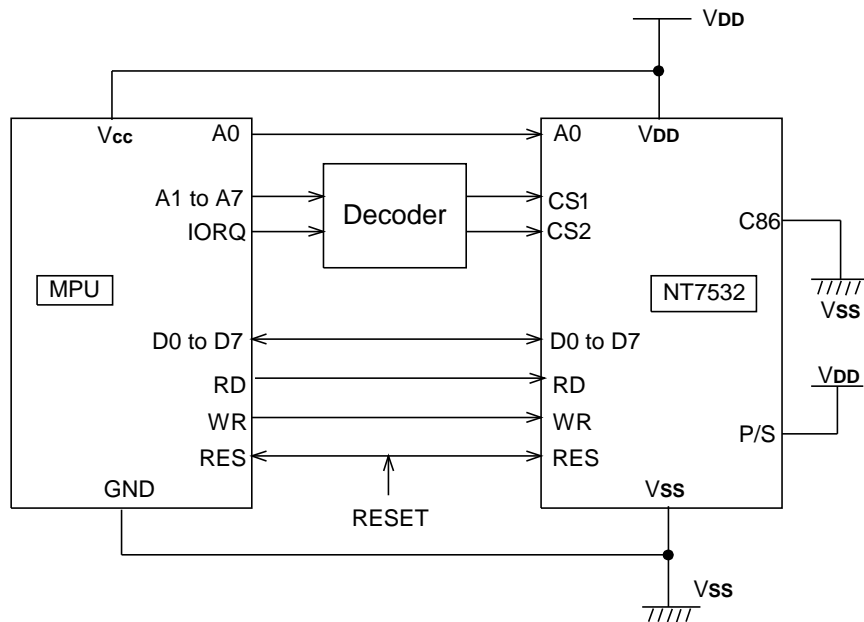 VDD
Vcc
A0
A0
VDD
A1 to A7
Decoder
CS1
IORQ
CS2
C86
MPU
NT7532
VSS
D0 to D7
D0 to D7
VDD
RD
RD
WR
WR
P/S
RES
RES
GND
VSS
RESET
VSS